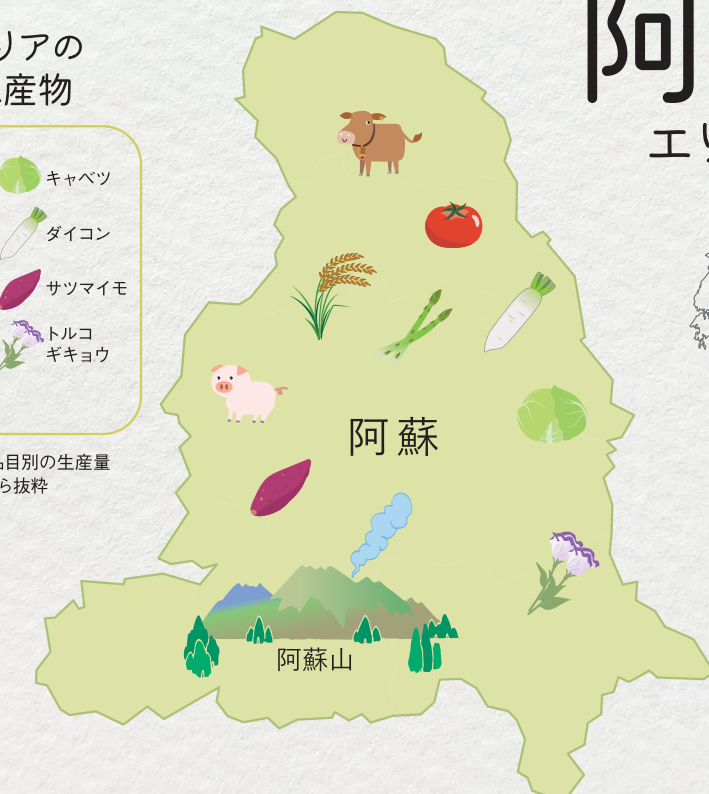 リアの
産物
キャベツ
ダイコン
サツマイモ
トルコ
ギキョウ
品目別の生産量
ら抜粋
阿
エリ
阿蘇
阿蘇山